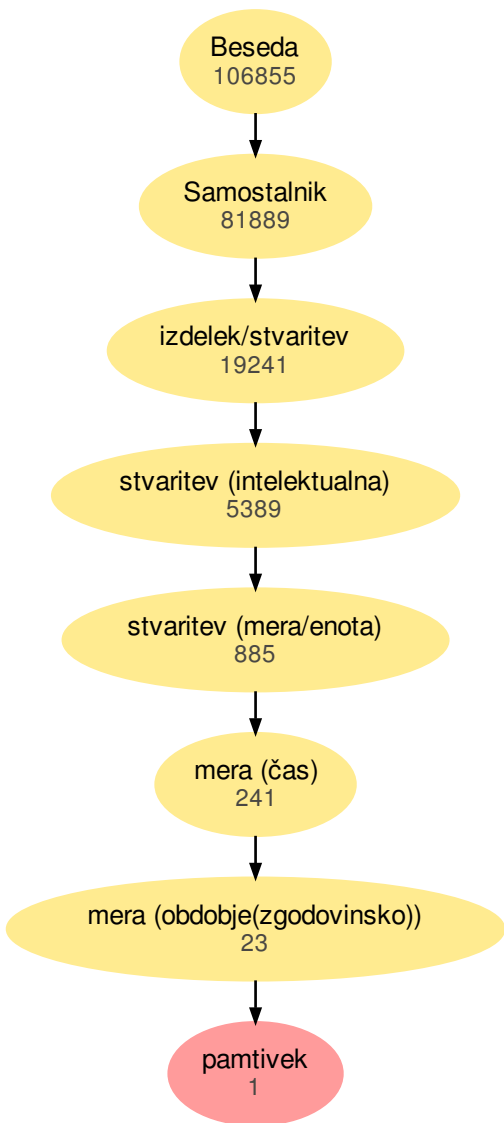 Beseda
106855
Samostalnik
81889
izdelek/stvaritev
19241
stvaritev (intelektualna)
5389
stvaritev (mera/enota)
885
mera (čas)
241
mera (obdobje(zgodovinsko))
23
pamtivek
1